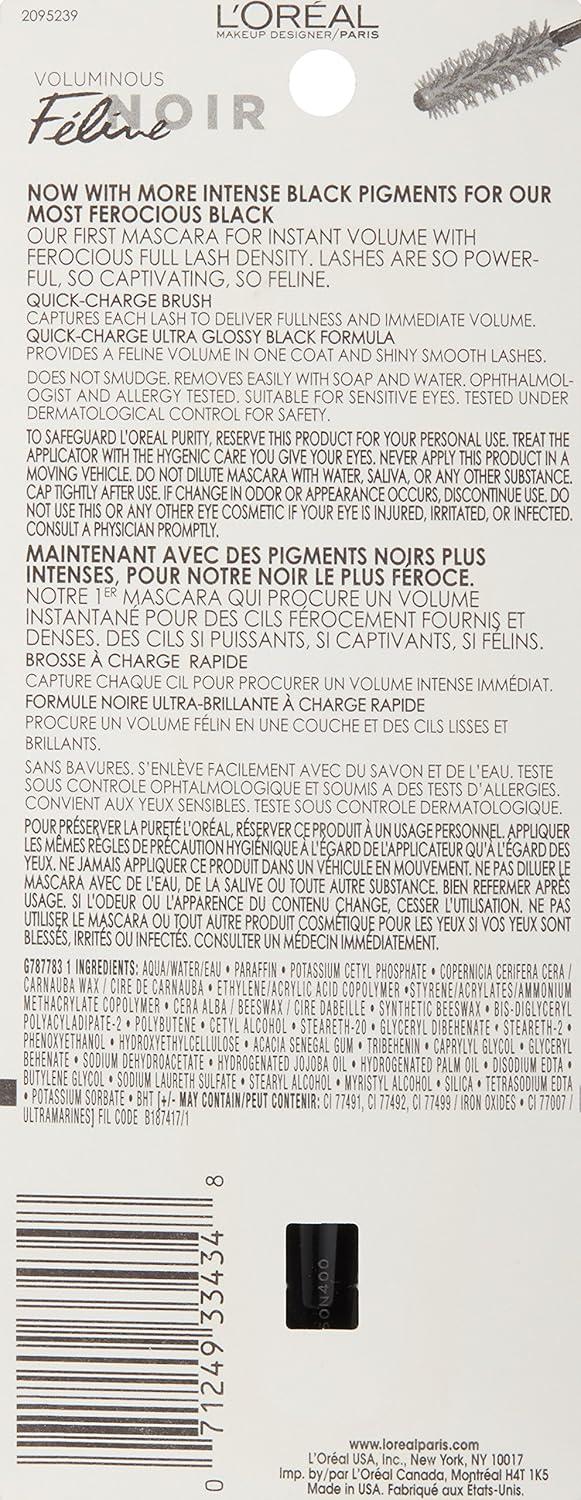 2095239
L'ORÉAL
MAKEUP DESIGNER/PARIS
VOLUMINOUS
Féline NOIR
NOW WITH MORE INTENSE BLACK PIGMENTS FOR OUR
MOST FEROCIOUS BLACK
OUR FIRST MASCARA FOR INSTANT VOLUME WITH
FEROCIOUS FULL LASH DENSITY. LASHES ARE SO POWER-
FUL, SO CAPTIVATING, SO FELINE.
QUICK-CHARGE BRUSH
CAPTURES EACH LASH TO DELIVER FULLNESS AND IMMEDIATE VOLUME.
QUICK-CHARGE ULTRA GLOSSY BLACK FORMULA
PROVIDES A FELINE VOLUME IN ONE COAT AND SHINY SMOOTH LASHES.
DOES NOT SMUDGE. REMOVES EASILY WITH SOAP AND WATER. OPHTHALMOL-
OGIST AND ALLERGY TESTED. SUITABLE FOR SENSITIVE EYES. TESTED UNDER
DERMATOLOGICAL CONTROL FOR SAFETY.
TO SAFEGUARD L'OREAL PURITY, RESERVE THIS PRODUCT FOR YOUR PERSONAL USE. TREAT THE
APPLICATOR WITH THE HYGENIC CARE YOU GIVE YOUR EYES. NEVER APPLY THIS PRODUCT IN A
MOVING VEHICLE. DO NOT DILUTE MASCARA WITH WATER, SALIVA, OR ANY OTHER SUBSTANCE.
CAP TIGHTLY AFTER USE. IF CHANGE IN ODOR OR APPEARANCE OCCURS, DISCONTINUE USE. DO
NOT USE THIS OR ANY OTHER EYE COSMETIC IF YOUR EYE IS INJURED, IRRITATED, OR INFECTED.
CONSULT A PHYSICIAN PROMPTLY.
MAINTENANT AVEC DES PIGMENTS NOIRS PLUS
INTENSES, POUR NOTRE NOIR LE PLUS FÉROCE.
NOTRE 1ER MASCARA QUI PROCURE UN VOLUME
INSTANTANÉ POUR DES CILS FÉROCEMENT FOURNIS ET
DENSES. DES CILS SI PUISSANTS, SI CAPTIVANTS, SI FÉLINS.
BROSSE À CHARGE RAPIDE
CAPTURE CHAQUE CIL POUR PROCURER UN VOLUME INTENSE IMMÉDIAT.
FORMULE NOIRE ULTRA-BRILLANTE À CHARGE RAPIDE
PROCURE UN VOLUME FÉLIN EN UNE COUCHE ET DES CILS LISSES ET
BRILLANTS.
SANS BAVURES. S'ENLÈVE FACILEMENT AVEC DU SAVON ET DE L'EAU. TESTE
SOUS CONTROLE OPHTALMOLOGIQUE ET SOUMIS A DES TESTS D'ALLERGIES.
CONVIENT AUX YEUX SENSIBLES. TESTE SOUS CONTROLE DERMATOLOGIQUE.
POUR PRÉSERVER LA PURETÉ L'ORÉAL, RÉSERVER CE PRODUIT À UN USAGE PERSONNEL. APPLIQUER
LES MÊMES RÈGLES DE PRÉCAUTION HYGIÉNIQUE À L'ÉGARD DE L'APPLICATEUR QU'À L'ÉGARD DES
YEUX. NE JAMAIS APPLIQUER CE PRODUIT DANS UN VÉHICULE EN MOUVEMENT. NE PAS DILUER LE
MASCARA AVEC DE L'EAU, DE LA SALIVE OU TOUTE AUTRE SUBSTANCE. BIEN REFERMER APRÈS
USAGE. SI L'ODEUR OU L'APPARENCE DU CONTENU CHANGE, CESSER L'UTILISATION. NE PAS
UTILISER LE MASCARA OU TOUT AUTRE PRODUIT COSMÉTIQUE POUR LES YEUX SI VOS YEUX SONT
BLESSÉS, IRRITÉS OU INFECTÉS. CONSULTER UN MÉDECIN IMMÉDIATEMENT.
G787783 1 INGREDIENTS: AQUA/WATER/EAU • PARAFFIN • POTASSIUM CETYL PHOSPHATE • COPERNICIA CERIFERA CERA /
CARNAUBA WAX / CIRE DE CARNAUBA • ETHYLENE/ACRYLIC ACID COPOLYMER •STYRENE/ACRYLATES/AMMONIUM
METHACRYLATE COPOLYMER • CERA ALBA / BEESWAX / CIRE DABEILLE • SYNTHETIC BEESWAX • BIS-DIGLYCERYL
POLYACYLADIPATE-2 • POLYBUTENE • CETYL ALCOHOL • STEARETH-20 • GLYCERYL DIBEHENATE • STEARETH-2 •
PHENOXYETHANOL • HYDROXYETHYLCELLULOSE • ACACIA SENEGAL GUM • TRIBEHENIN • CAPRYLYL GLYCOL • GLYCERYL
BEHENATE • SODIUM DEHYDROACETATE • HYDROGENATED JOJOBA OIL • HYDROGENATED PALM OIL • DISODIUM EDTA •
BUTYLENE GLYCOL • SODIUM LAURETH SULFATE • STEARYL ALCOHOL • MYRISTYL ALCOHOL • SILICA • TETRASODIUM EDTA
• POTASSIUM SORBATE • BHT [+/- MAY CONTAIN/PEUT CONTENIR: CI 77491, CI 77492, CI 77499 / IRON OXIDES • CI 77007 /
ULTRAMARINES] FIL CODE B187417/1
0 71249 33434 8
SON400
www.lorealparis.com
L'Oréal USA, Inc., New York, NY 10017
Imp. by/par L'Oréal Canada, Montréal H4T 1K5
Made in USA. Fabriqué aux Etats-Unis.